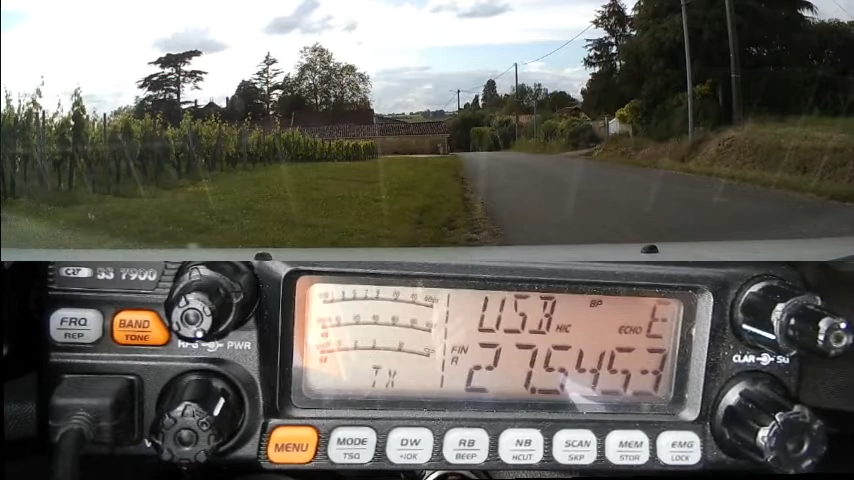 CRT SS 7900
FRQ
REP
BAND
TONE
RFG PWR
USB HIC BP ECHO E
FIN
R
27.5453
TX
CLAR SQ
MENU
MODE
TSQ
DW
+10K
RB
BEEP
NB
HCUT
SCAN
SKP
MEM
STOR
EMG
LOCK